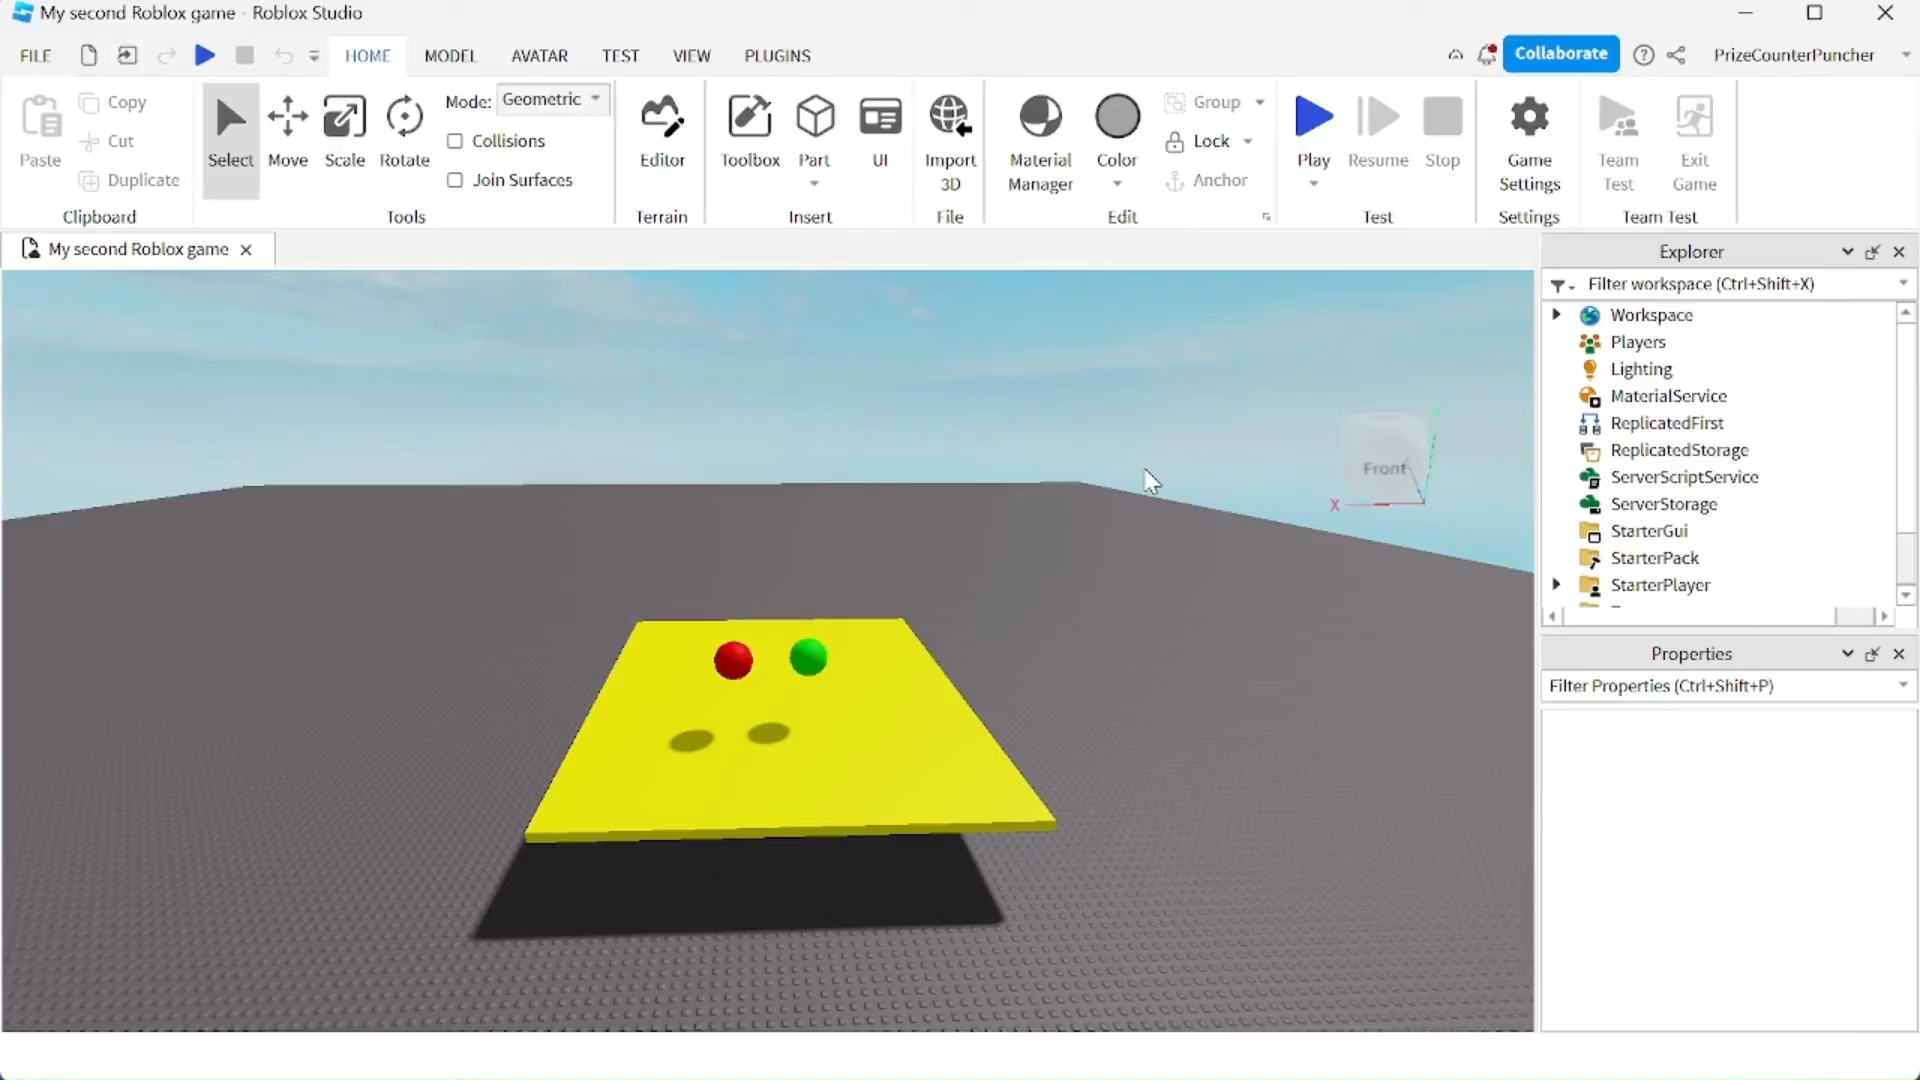 My second Roblox game - Roblox Studio
FILE HOME MODEL AVATAR TEST VIEW PLUGINS Collaborate PrizeCounterPuncher
Paste Copy Cut Duplicate
Clipboard
Select Move Scale Rotate
Mode: Geometric
Collisions
Join Surfaces
Tools
Editor
Terrain
Toolbox Part UI
Insert
Import 3D
File
Material Manager Color Group Lock Anchor
Edit
Play Resume Stop
Test
Game Settings
Settings
Team Test Exit Game
Team Test
My second Roblox game
Front
X
Explorer
Filter workspace (Ctrl+Shift+X)
Workspace
Players
Lighting
MaterialService
ReplicatedFirst
ReplicatedStorage
ServerScriptService
ServerStorage
StarterGui
StarterPack
StarterPlayer
Properties
Filter Properties (Ctrl+Shift+P)